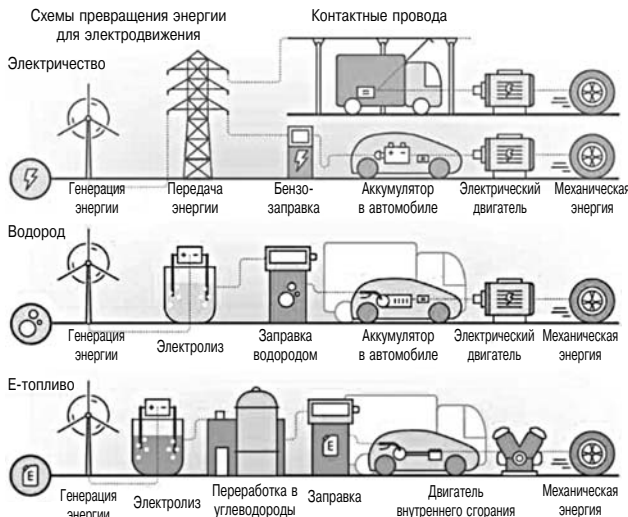 Схемы превращения энергии
для электродвижения
Контактные провода
Электричество
Генерация
энергии
Передача
энергии
Бензо-
заправка
Аккумулятор
в автомобиле
Электрический
двигатель
Механическая
энергия
Водород
Генерация
энергии
Электролиз
Заправка
водородом
Аккумулятор
в автомобиле
Электрический
двигатель
Механическая
энергия
Е-топливо
E
E
Генерация
энергии
Электролиз
Переработка в
углеводороды
Заправка
Двигатель
внутреннего сгорания
Механическая
энергия